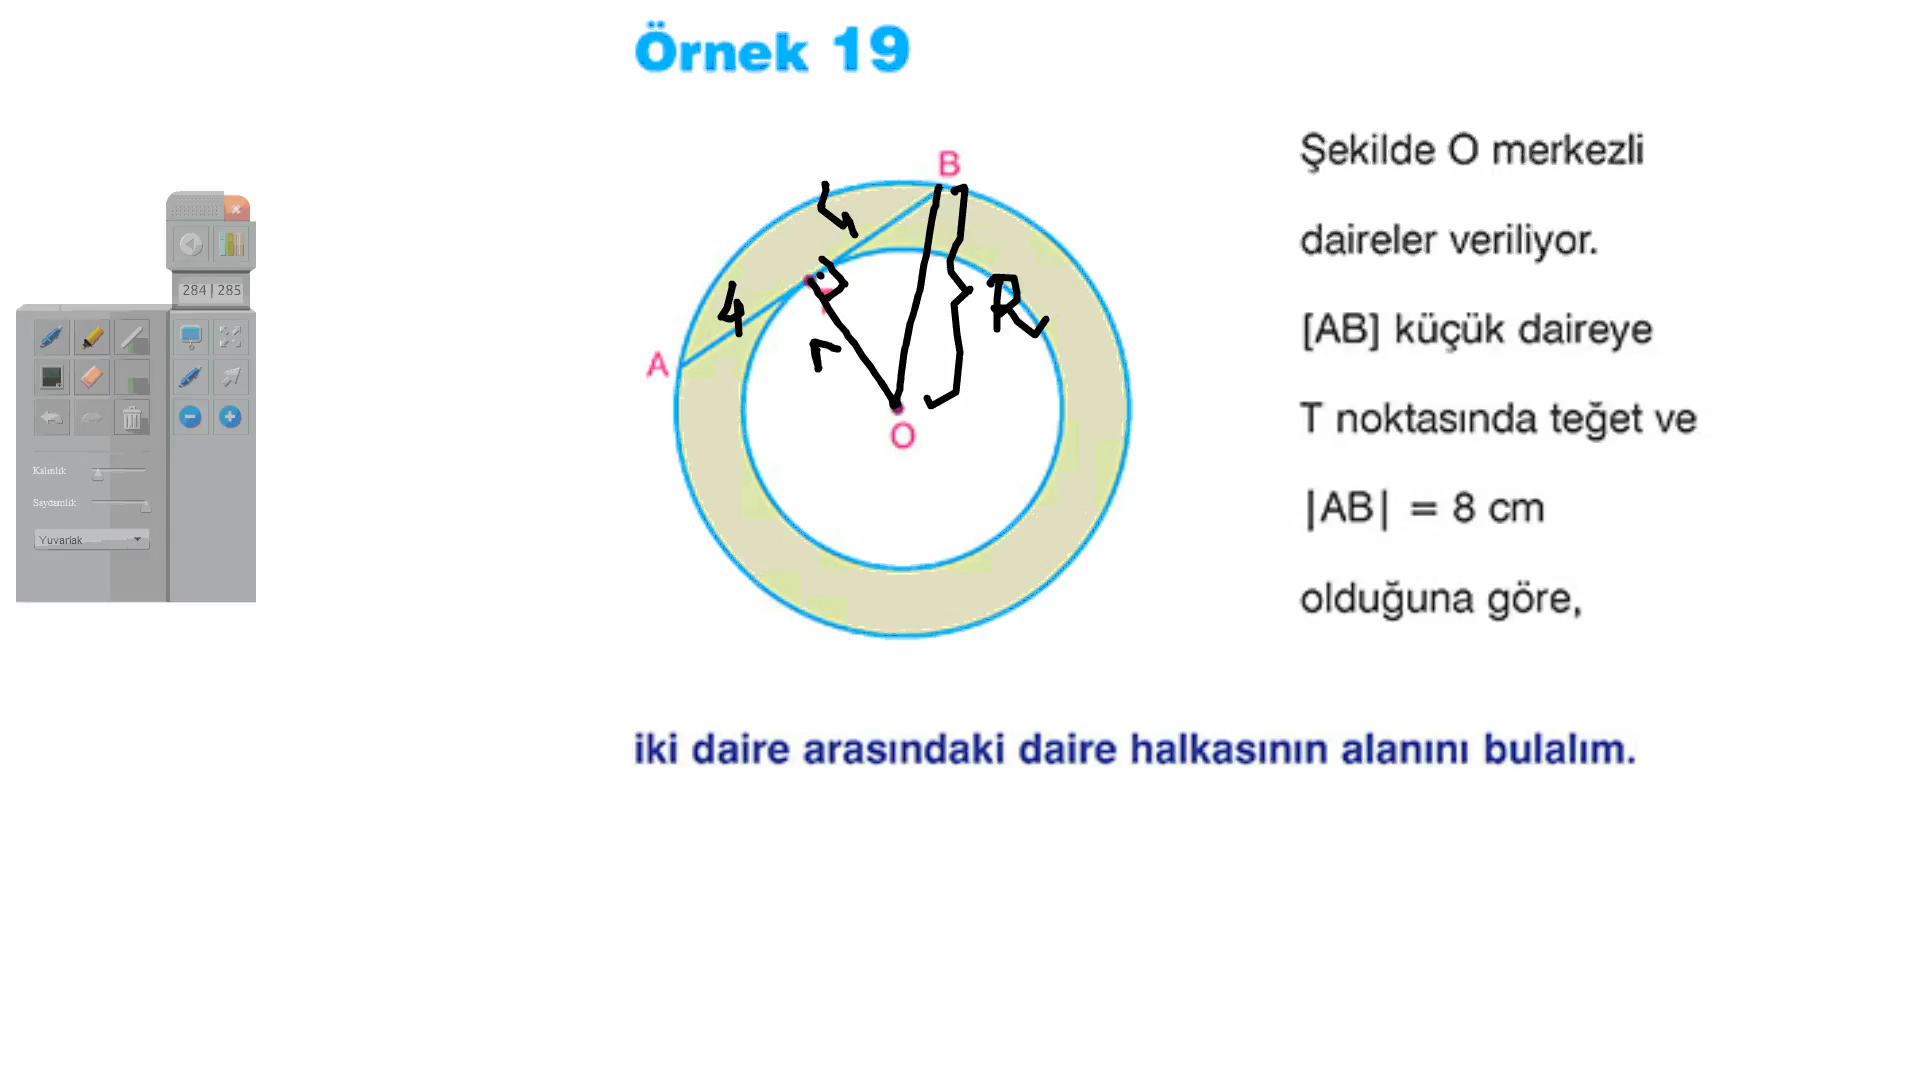 Örnek 19
B
4
4
A
r
R
O
Şekilde O merkezli
daireler veriliyor.
[AB] küçük daireye
T noktasında teğet ve
|AB| = 8 cm
olduğuna göre,
iki daire arasındaki daire halkasının alanını bulalım.
284 | 285
Kalınlık
Saydamlık
Yuvarlak